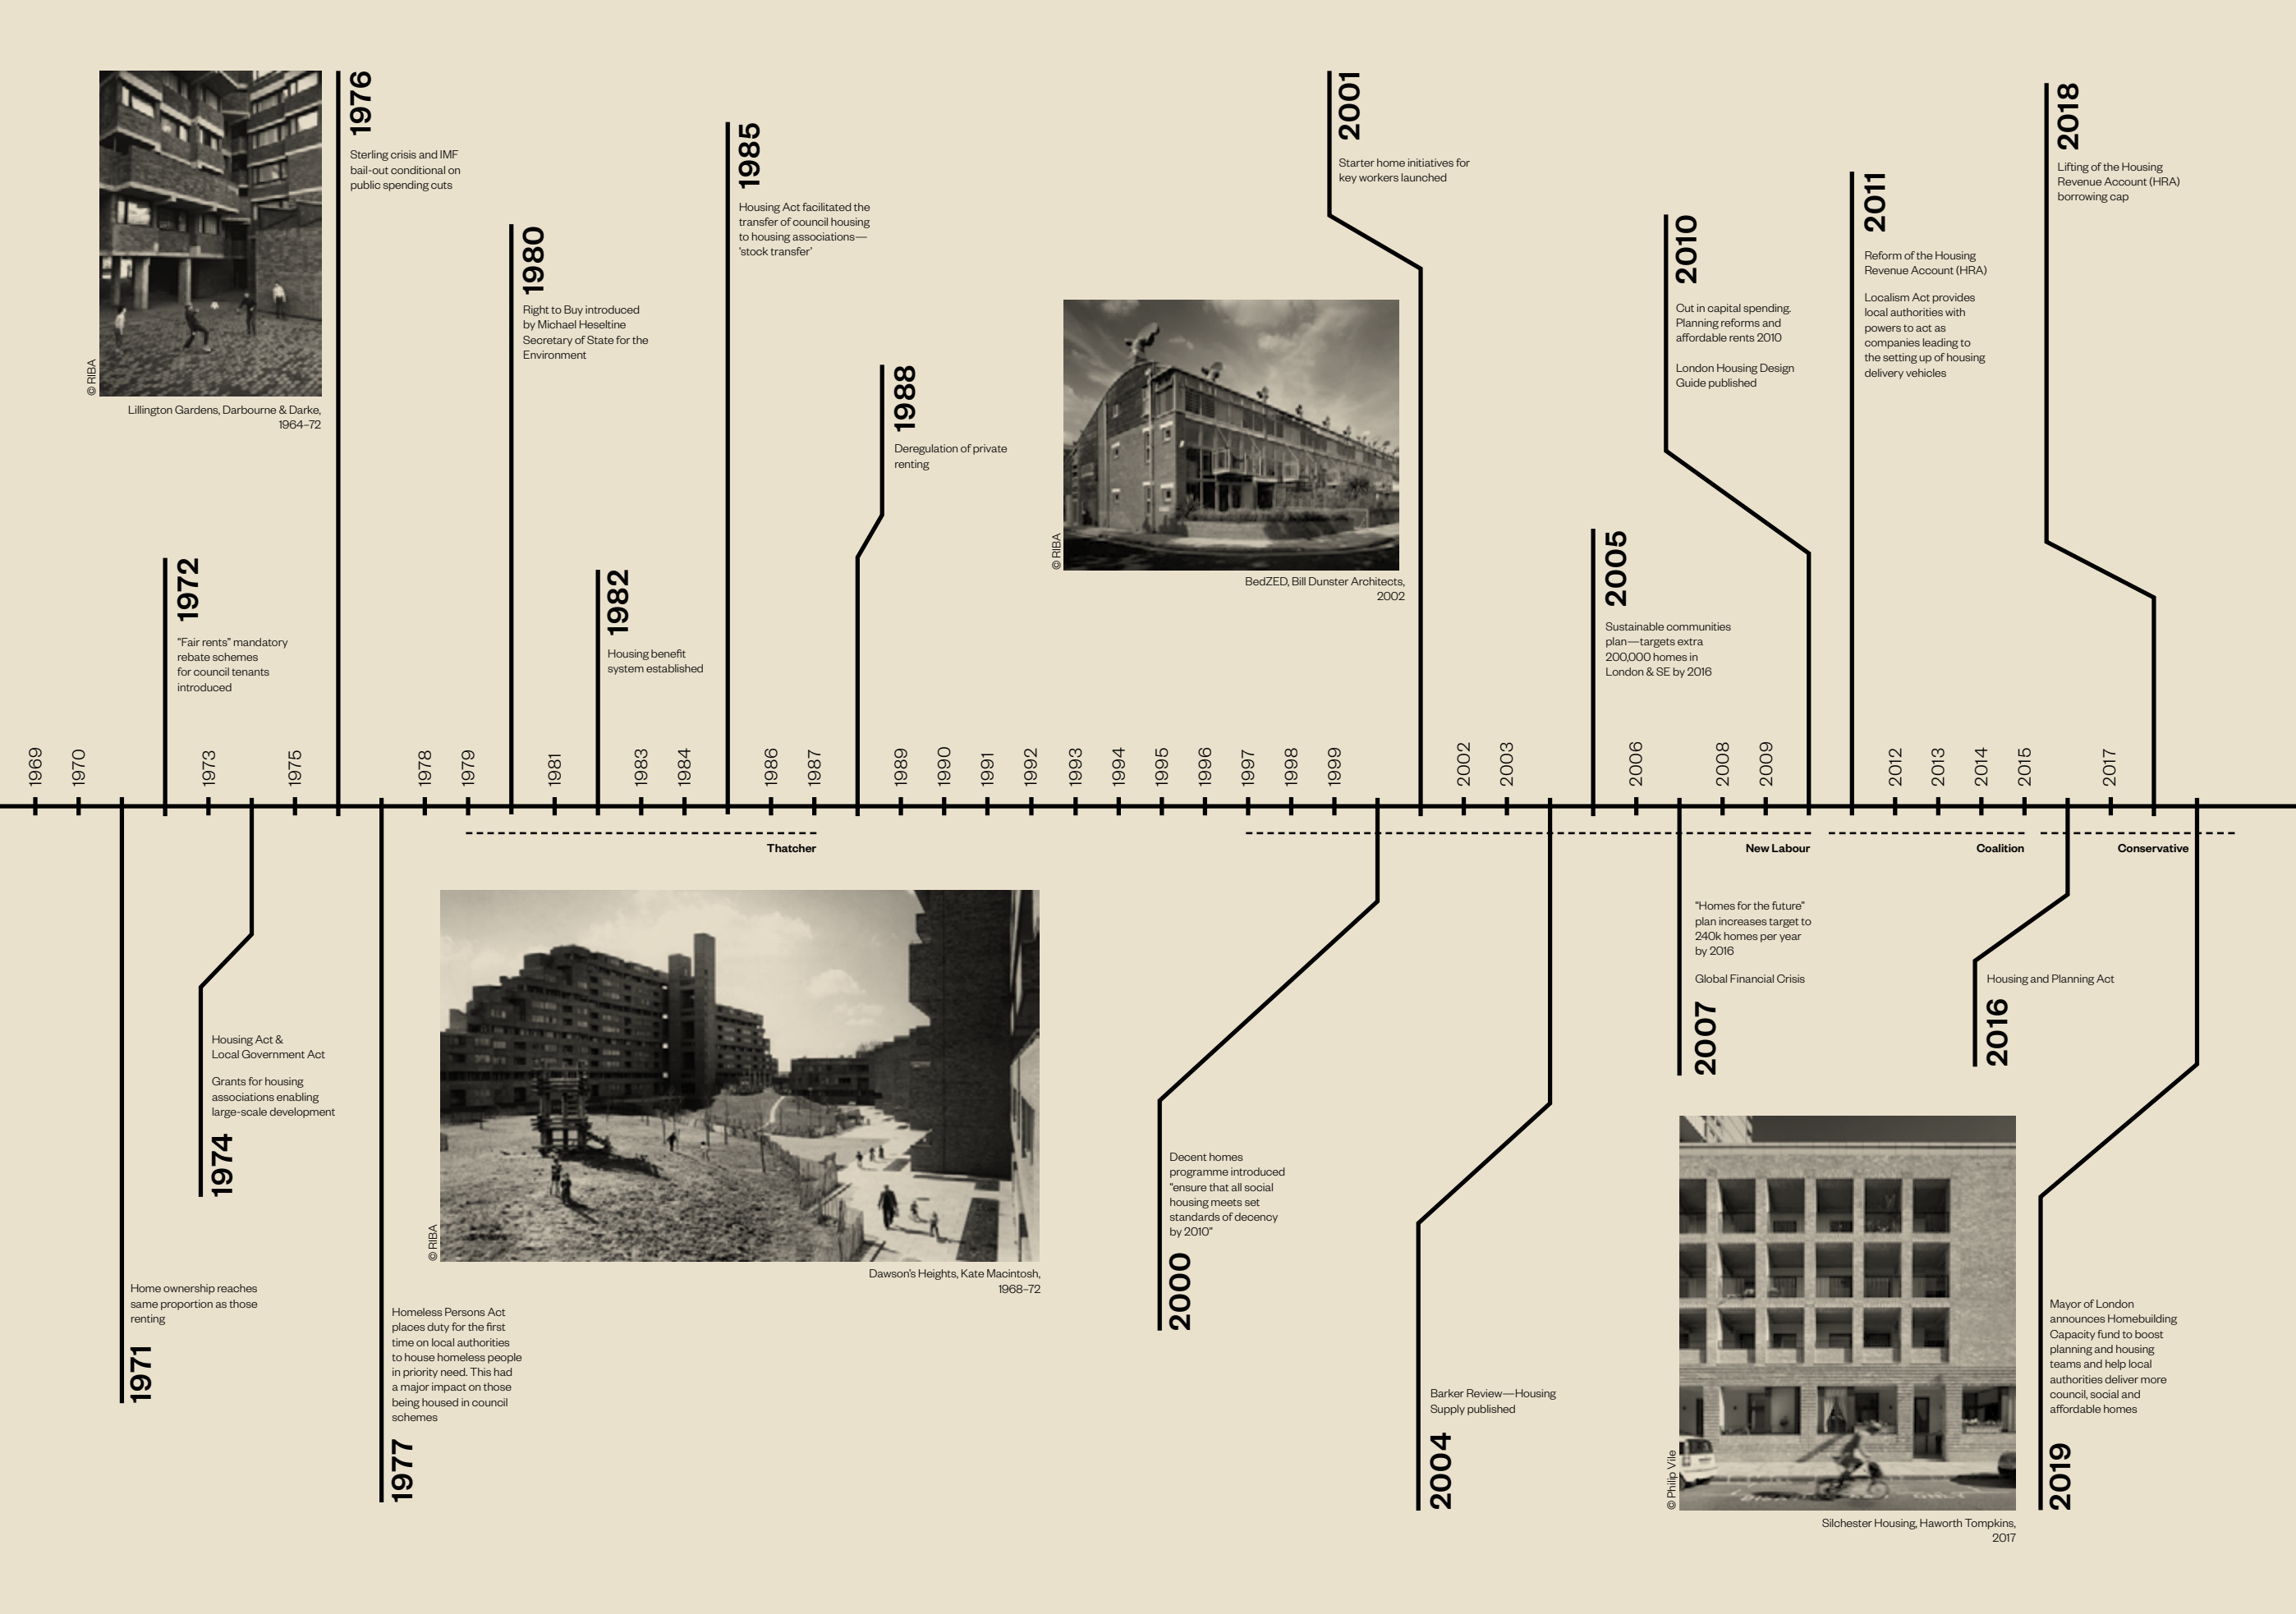 © RIBA
Lillington Gardens, Darbourne & Darke,
1964–72
1976
Sterling crisis and IMF
bail-out conditional on
public spending cuts
1972
“Fair rents” mandatory
rebate schemes
for council tenants
introduced
1980
Right to Buy introduced
by Michael Heseltine
Secretary of State for the
Environment
1982
Housing benefit
system established
1985
Housing Act facilitated the
transfer of council housing
to housing associations—
‘stock transfer’
1988
Deregulation of private
renting
© RIBA
BedZED, Bill Dunster Architects,
2002
2001
Starter home initiatives for
key workers launched
2005
Sustainable communities
plan—targets extra
200,000 homes in
London & SE by 2016
2010
Cut in capital spending.
Planning reforms and
affordable rents 2010
London Housing Design
Guide published
2011
Reform of the Housing
Revenue Account (HRA)
Localism Act provides
local authorities with
powers to act as
companies leading to
the setting up of housing
delivery vehicles
2018
Lifting of the Housing
Revenue Account (HRA)
borrowing cap
1969
1970
1973
1975
1978
1979
1981
1983
1984
1986
1987
1989
1990
1991
1992
1993
1994
1995
1996
1997
1998
1999
2002
2003
2006
2008
2009
2012
2013
2014
2015
2017
Thatcher
New Labour
Coalition
Conservative
Home ownership reaches
same proportion as those
renting
1971
Housing Act &
Local Government Act
Grants for housing
associations enabling
large-scale development
1974
Homeless Persons Act
places duty for the first
time on local authorities
to house homeless people
in priority need. This had
a major impact on those
being housed in council
schemes
1977
© RIBA
Dawson’s Heights, Kate Macintosh,
1968–72
Decent homes
programme introduced
“ensure that all social
housing meets set
standards of decency
by 2010”
2000
Barker Review—Housing
Supply published
2004
“Homes for the future”
plan increases target to
240k homes per year
by 2016
Global Financial Crisis
2007
Housing and Planning Act
2016
© Philip Vile
Silchester Housing, Haworth Tompkins,
2017
Mayor of London
announces Homebuilding
Capacity fund to boost
planning and housing
teams and help local
authorities deliver more
council, social and
affordable homes
2019